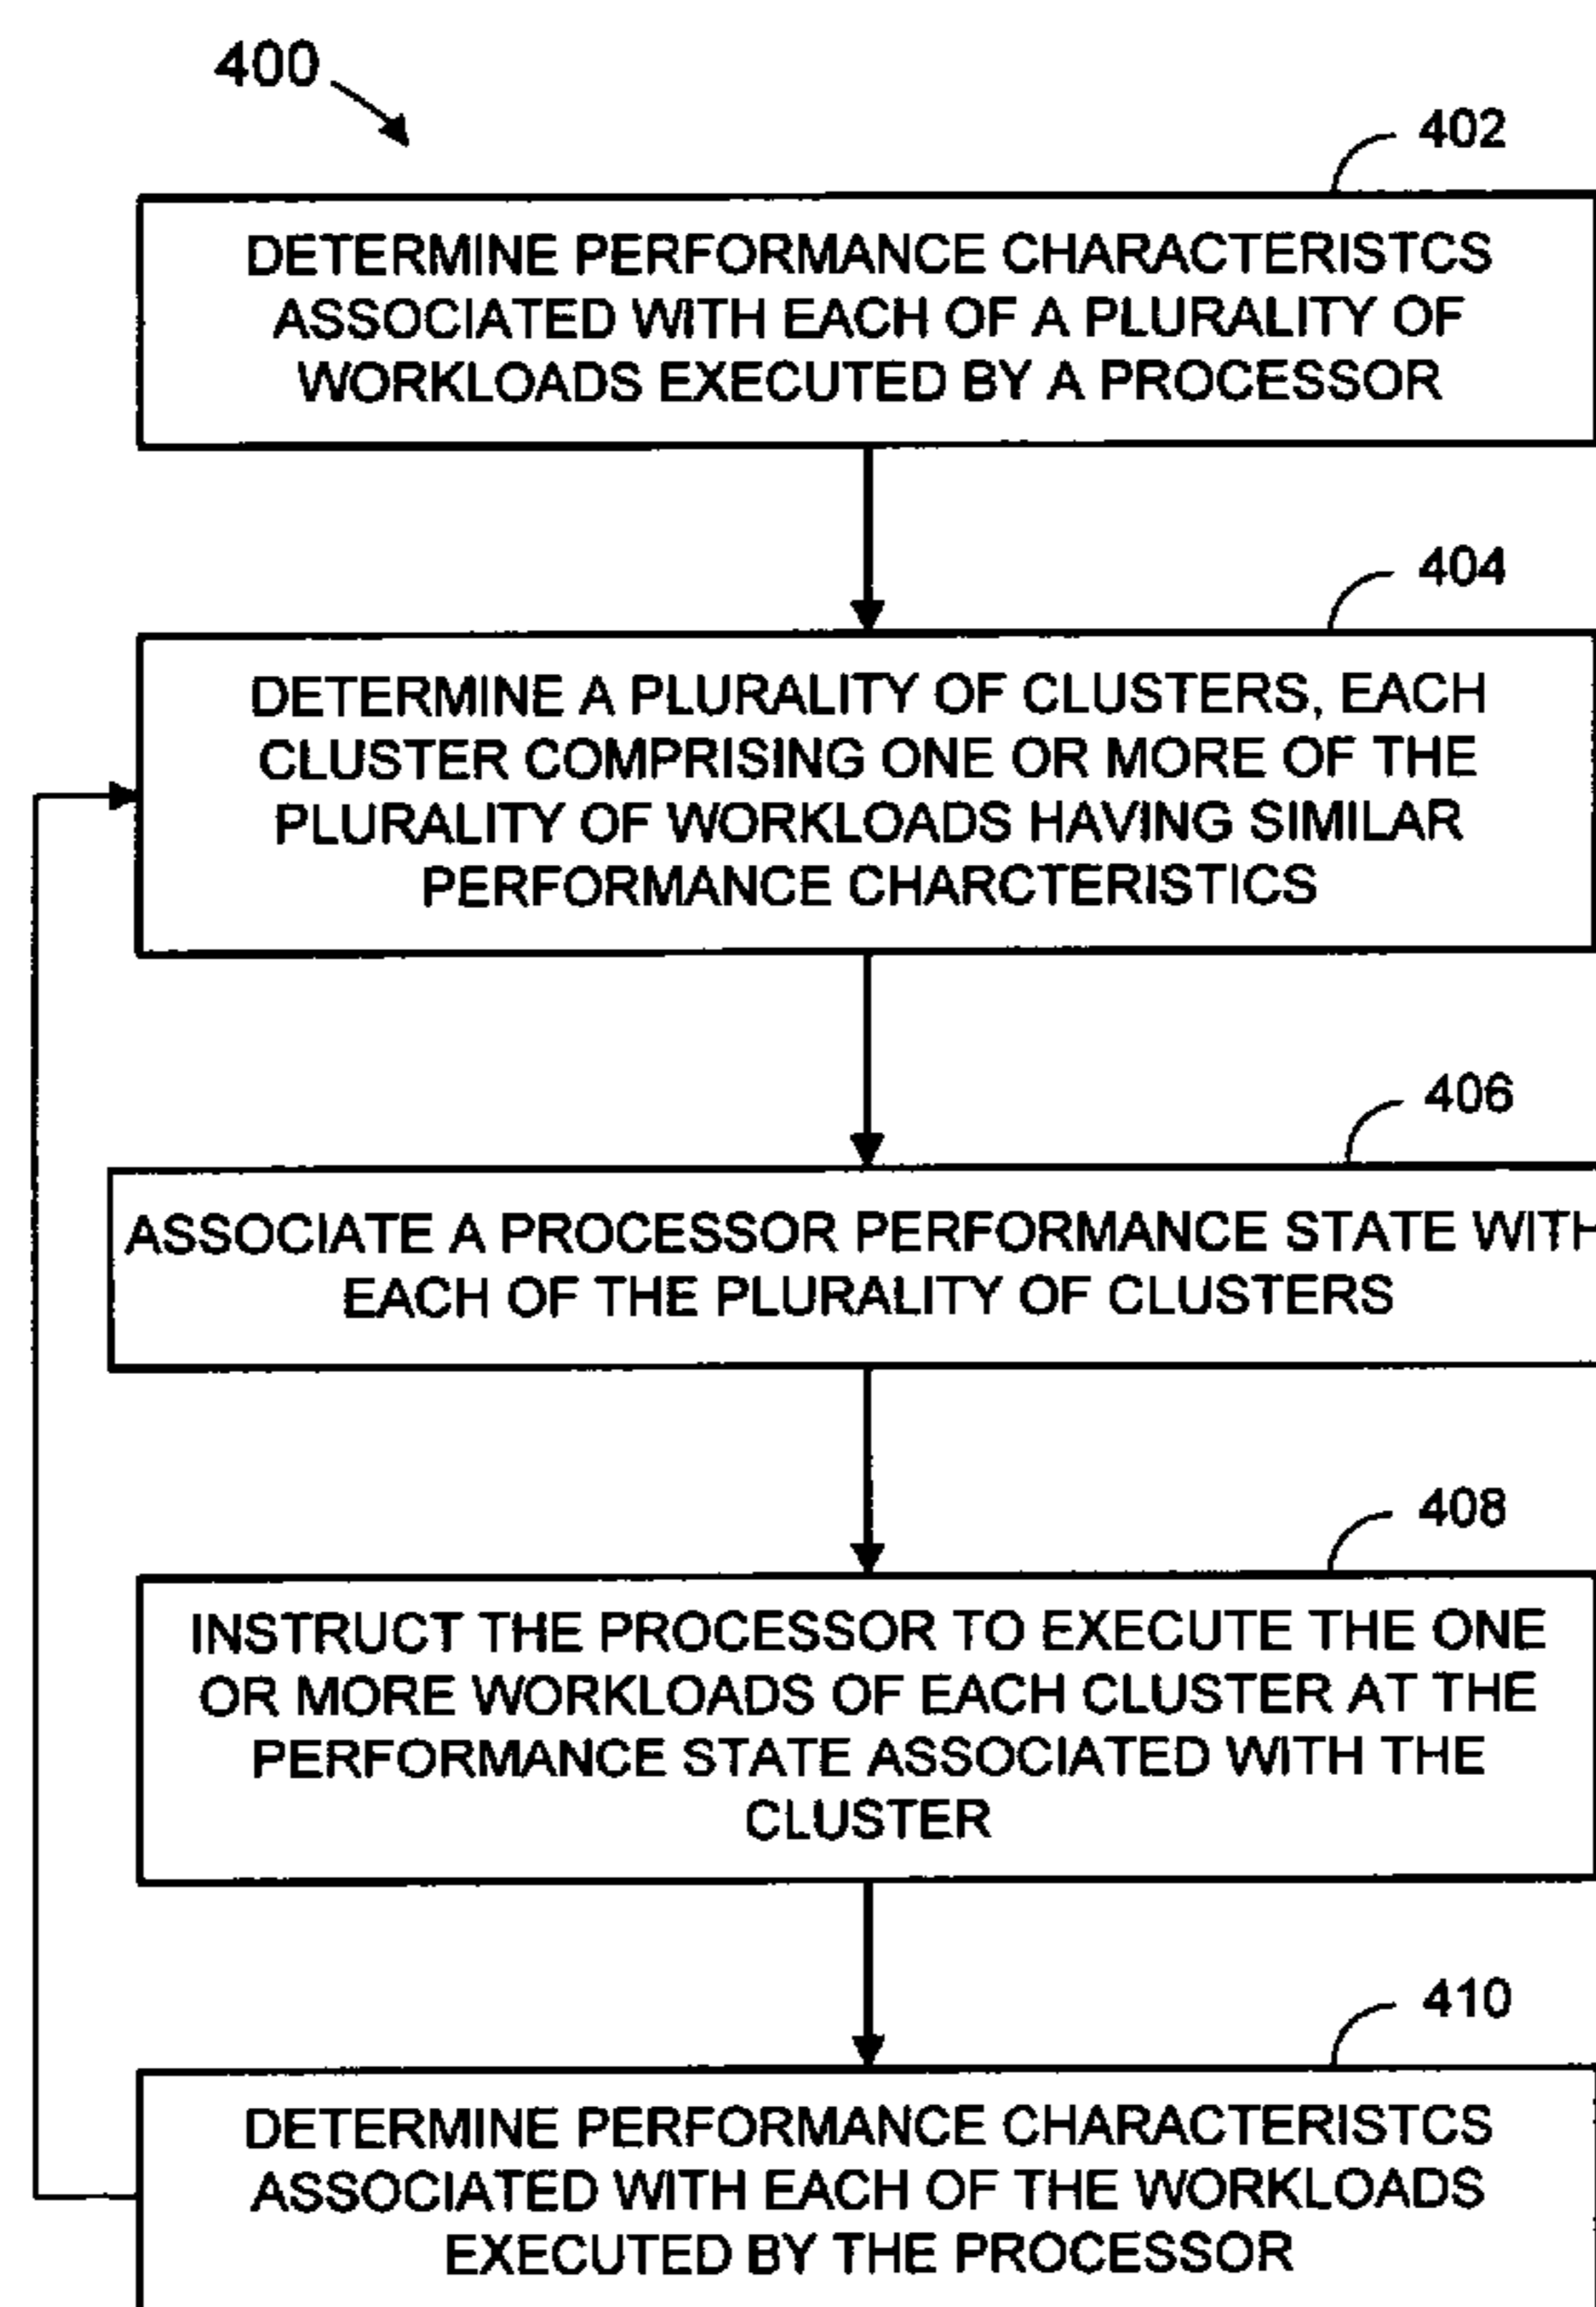 400
402
DETERMINE PERFORMANCE CHARACTERISTCS
ASSOCIATED WITH EACH OF A PLURALITY OF
WORKLOADS EXECUTED BY A PROCESSOR
404
DETERMINE A PLURALITY OF CLUSTERS, EACH
CLUSTER COMPRISING ONE OR MORE OF THE
PLURALITY OF WORKLOADS HAVING SIMILAR
PERFORMANCE CHARCTERISTICS
406
ASSOCIATE A PROCESSOR PERFORMANCE STATE WITH
EACH OF THE PLURALITY OF CLUSTERS
408
INSTRUCT THE PROCESSOR TO EXECUTE THE ONE
OR MORE WORKLOADS OF EACH CLUSTER AT THE
PERFORMANCE STATE ASSOCIATED WITH THE
CLUSTER
410
DETERMINE PERFORMANCE CHARACTERISTCS
ASSOCIATED WITH EACH OF THE WORKLOADS
EXECUTED BY THE PROCESSOR